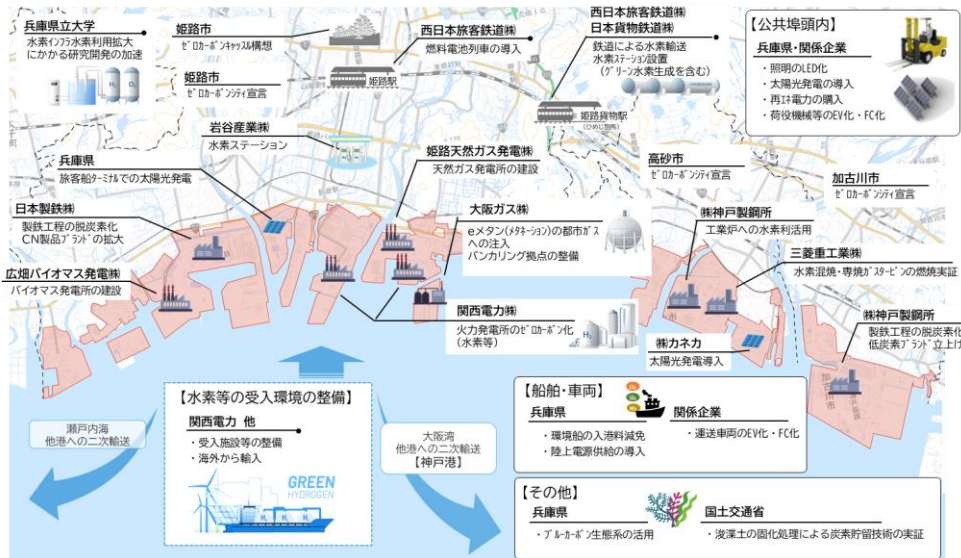 兵庫県立大学
水素ｲﾝﾌﾗ水素利用拡大
にかかる研究開発の加速
姫路市
ｾﾞﾛｶｰﾎﾞﾝｷｬｯｽﾙ構想
姫路市
ｾﾞﾛｶｰﾎﾞﾝｼﾃｨ宣言
西日本旅客鉄道㈱
燃料電池列車の導入
姫路駅
西日本旅客鉄道㈱
日本貨物鉄道㈱
鉄道による水素輸送
水素ステーション設置
(グリーン水素生成を含む)
姫路貨物駅
【公共埠頭内】
兵庫県・関係企業
・照明のLED化
・太陽光発電の導入
・再ｴﾈ電力の購入
・荷役機械等のEV化・FC化
岩谷産業㈱
水素ステーション
兵庫県
旅客船ﾀｰﾐﾅﾙでの太陽光発電
姫路天然ガス発電㈱
天然ガス発電所の建設
高砂市
ｾﾞﾛｶｰﾎﾞﾝｼﾃｨ宣言
加古川市
ｾﾞﾛｶｰﾎﾞﾝｼﾃｨ宣言
日本製鉄㈱
製鉄工程の脱炭素化
CN製品ﾌﾞﾗﾝﾄﾞの拡大
大阪ガス㈱
eメタン(ﾒﾀﾈｰｼｮﾝ)の都市ガス
への注入
バンカリング拠点の整備
㈱神戸製鋼所
工業炉への水素利活用
三菱重工業㈱
水素混焼・専焼ｶﾞｽﾀｰﾋﾞﾝの燃焼実証
広畑バイオマス発電㈱
バイオマス発電所の建設
関西電力㈱
火力発電所のｾﾞﾛｶｰﾎﾞﾝ化
(水素等)
㈱カネカ
太陽光発電導入
㈱神戸製鋼所
製鉄工程の脱炭素化
低炭素ブランド立上げ
【水素等の受入環境の整備】
関西電力 他
・受入施設等の整備
・海外から輸入
GREEN
HYDROGEN
瀬戸内海
他港への二次輸送
大阪湾
他港への二次輸送
【神戸港】
【船舶・車両】
兵庫県
・環境船の入港料減免
・陸上電源供給の導入
関係企業
・運送車両のEV化・FC化
【その他】
兵庫県
・ブルーカーボン生態系の活用
国土交通省
・浚渫土の固化処理による炭素貯留技術の実証